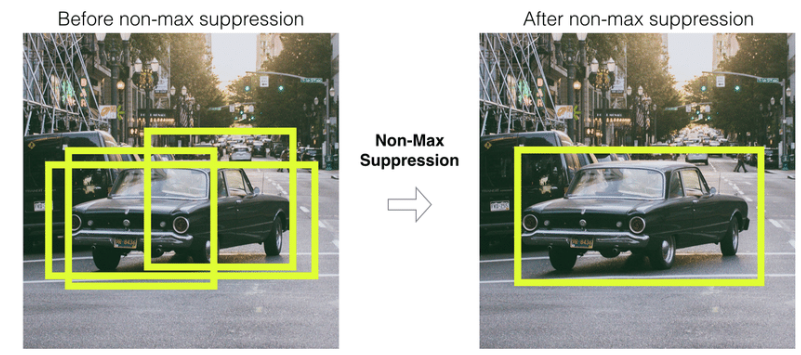 Before non-max suppression
After non-max suppression
Non-Max
Suppression